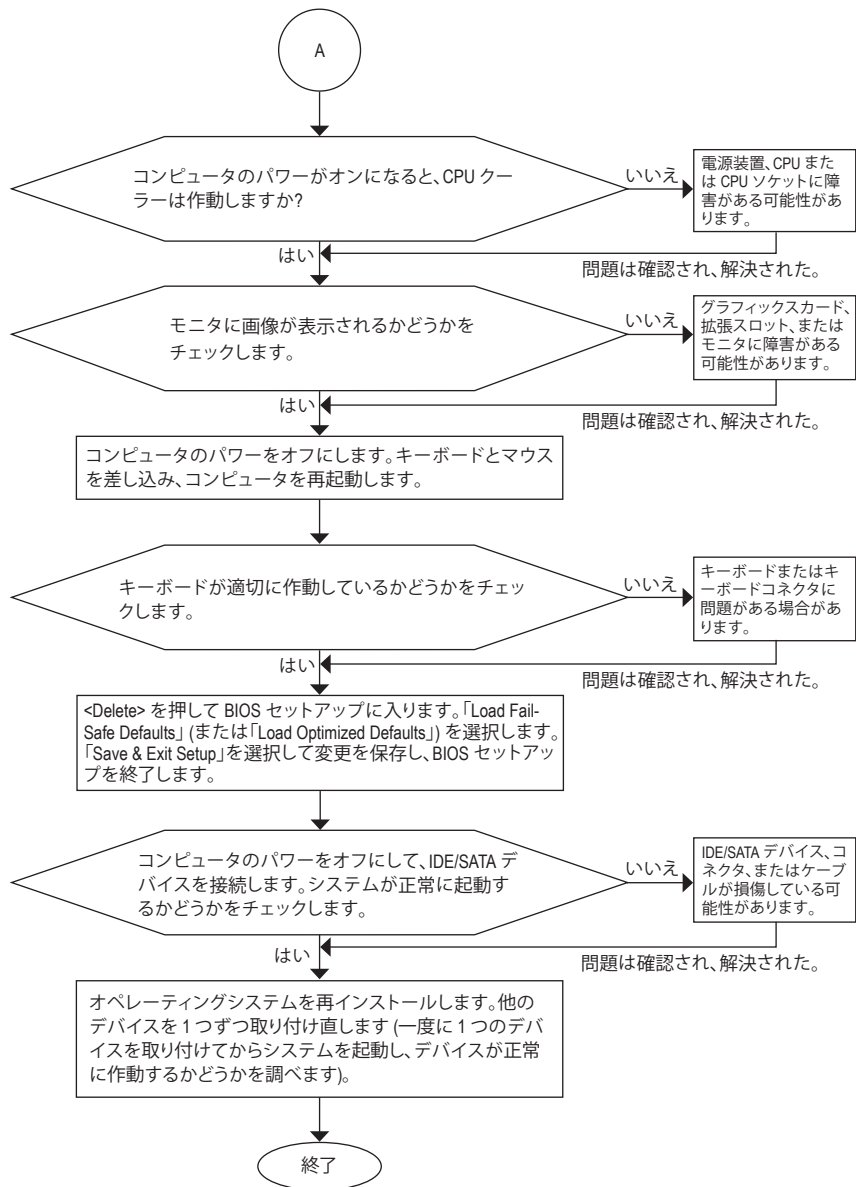 A
コンピュータのパワーがオンになると、CPU クー
ラーは作動しますか?
いいえ
電源装置、CPU また
は CPU ソケットに障
害がある可能性があ
ります。
はい
問題は確認され、解決された。
モニタに画像が表示されるかどうかを
チェックします。
いいえ
グラフィックスカード、
拡張スロット、または
モニタに障害がある
可能性があります。
はい
問題は確認され、解決された。
コンピュータのパワーをオフにします。キーボードとマウス
を差し込み、コンピュータを再起動します。
キーボードが適切に作動しているかどうかをチェッ
クします。
いいえ
キーボードまたはキ
ーボードコネクタに
問題がある場合があ
ります。
はい
問題は確認され、解決された。
<Delete> を押して BIOS セットアップに入ります。「Load Fail-
Safe Defaults」 (または「Load Optimized Defaults」) を選択します。
「Save & Exit Setup」を選択して変更を保存し、BIOS セットアッ
プを終了します。
コンピュータのパワーをオフにして、IDE/SATA デ
バイスを接続します。システムが正常に起動す
るかどうかをチェックします。
いいえ
IDE/SATA デバイス、コ
ネクタ、またはケーブ
ルが損傷している可
能性があります。
はい
問題は確認され、解決された。
オペレーティングシステムを再インストールします。他の
デバイスを 1 つずつ取り付け直します (一度に 1 つのデバ
イスを取り付けてからシステムを起動し、デバイスが正常
に作動するかどうかを調べます)。
終了